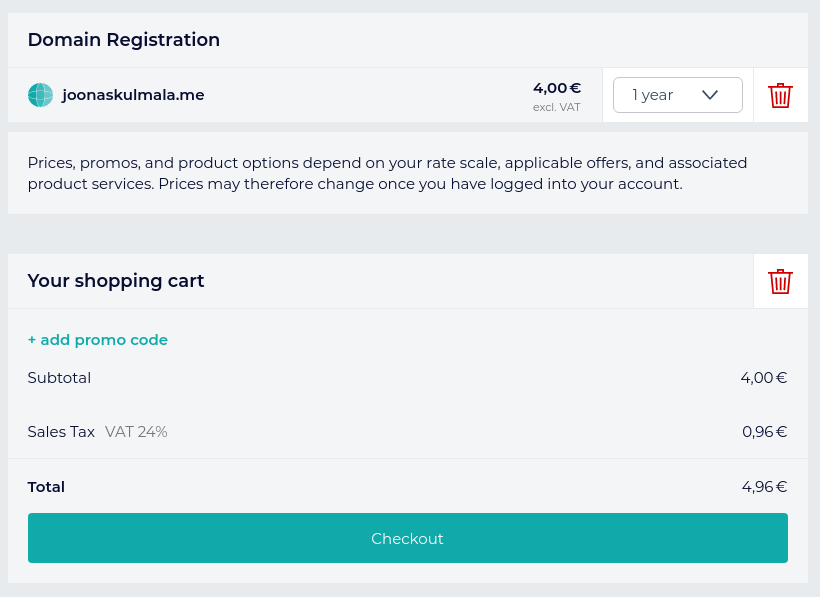 Domain Registration
joonaskulmala.me
4,00 €
excl. VAT
1 year
Prices, promos, and product options depend on your rate scale, applicable offers, and associated
product services. Prices may therefore change once you have logged into your account.
Your shopping cart
+ add promo code
Subtotal 4,00 €
Sales Tax VAT 24% 0,96 €
Total 4,96 €
Checkout